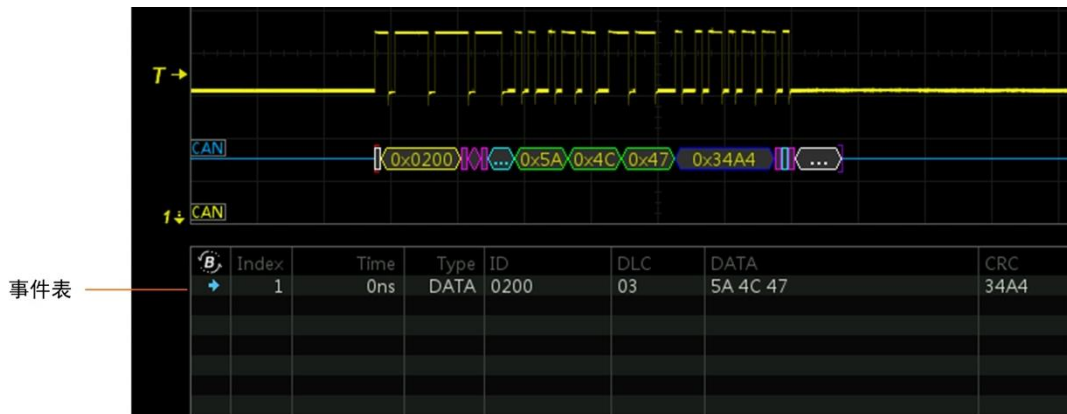 T
CAN
0x0200 ... 0x5A 0x4C 0x47 0x34A4 ...
1 CAN
B Index Time Type ID DLC DATA CRC
事件表 1 0ns DATA 0200 03 5A 4C 47 34A4